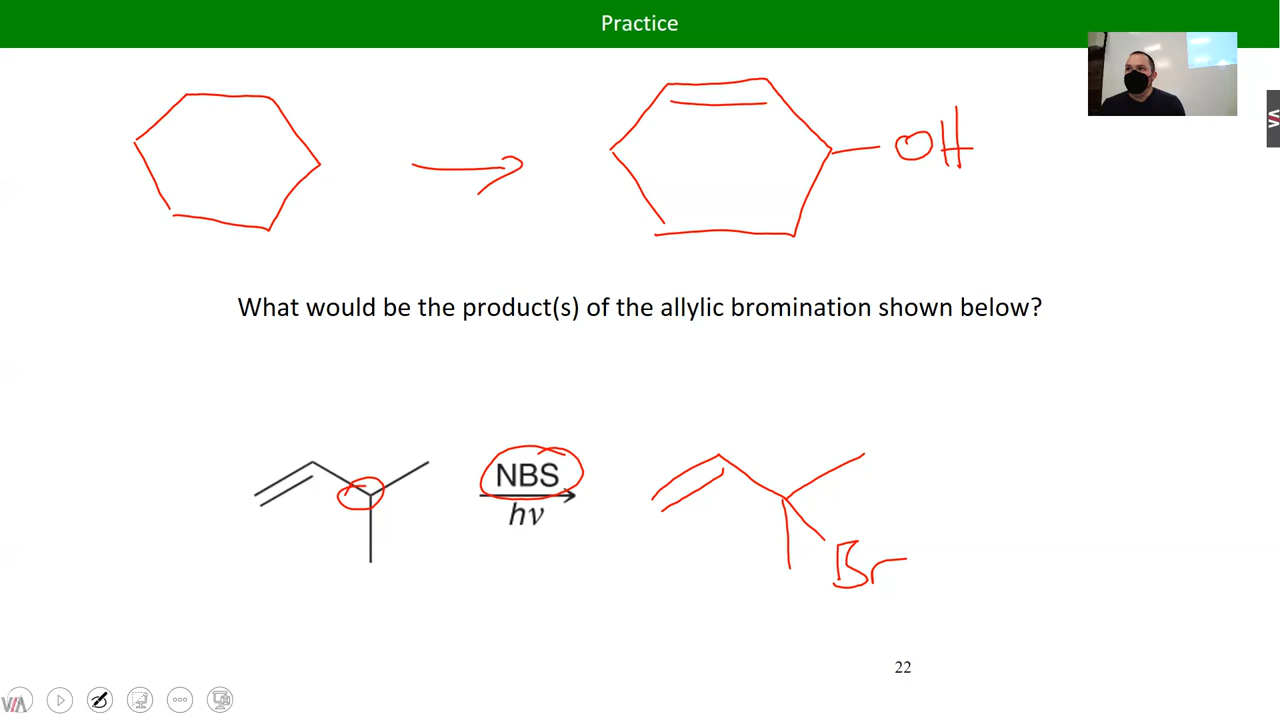 Practice
OH
What would be the product(s) of the allylic bromination shown below?
NBS
hν
Br
22